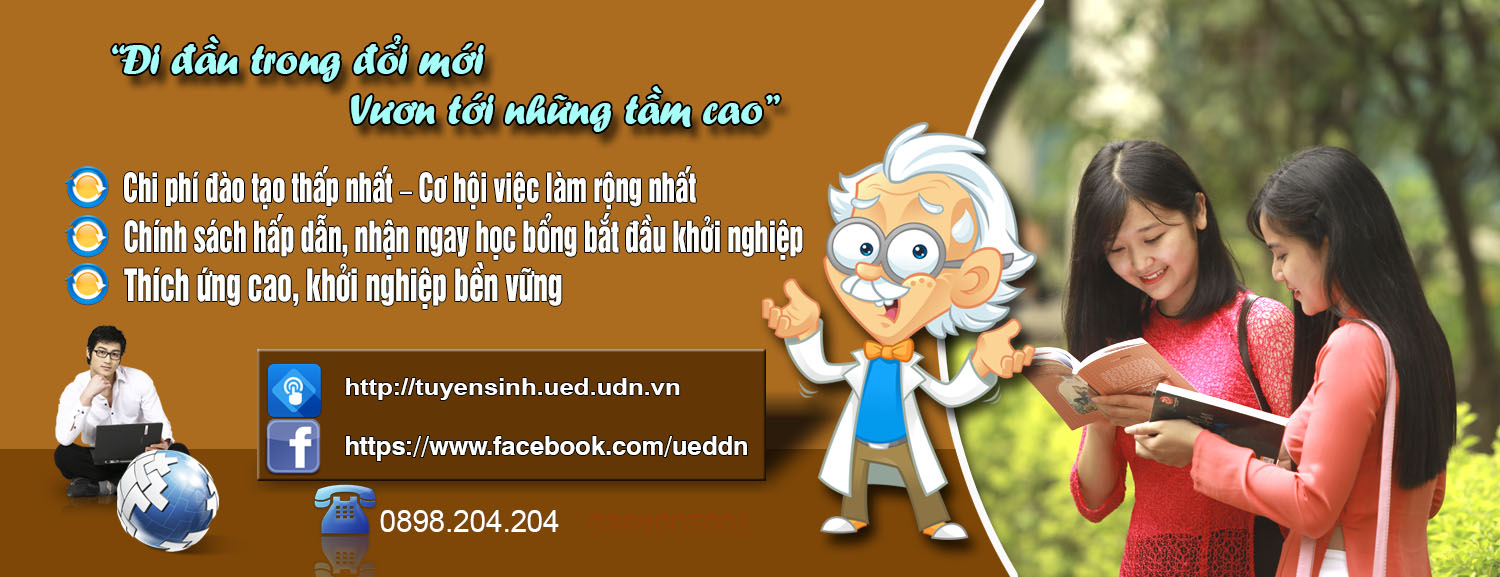 “Đi đầu trong đổi mới
Vươn tới những tầm cao”
Chi phí đào tạo thấp nhất – Cơ hội việc làm rộng nhất
Chính sách hấp dẫn, nhận ngay học bổng bắt đầu khởi nghiệp
Thích ứng cao, khởi nghiệp bền vững
http://tuyensinh.ued.udn.vn
https://www.facebook.com/ueddn
0898.204.204